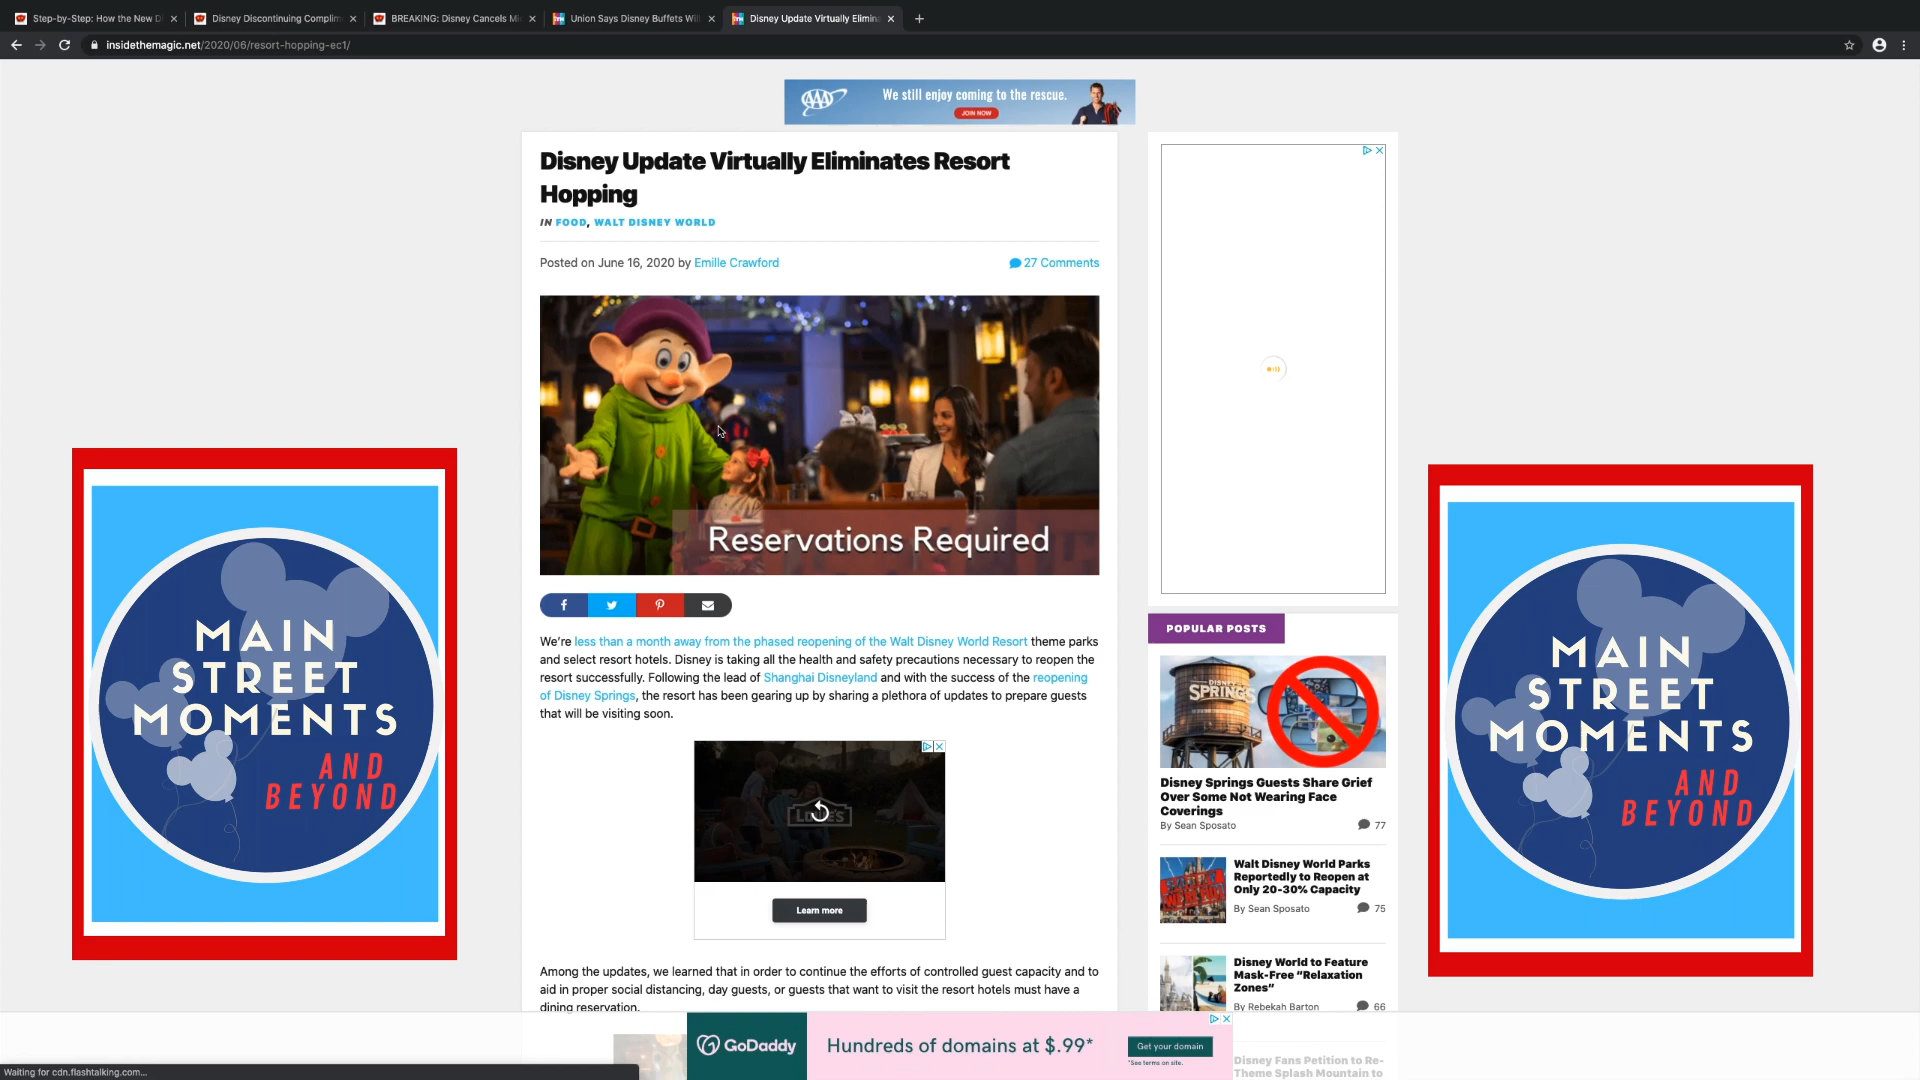 Step-by-Step: How the New D
Disney Discontinuing Complim
BREAKING: Disney Cancels Mi
Union Says Disney Buffets Wil
Disney Update Virtually Elimin
insidethemagic.net/2020/06/resort-hopping-ec1/
AAA
We still enjoy coming to the rescue.
JOIN NOW
Disney Update Virtually Eliminates Resort
Hopping
IN FOOD, WALT DISNEY WORLD
Posted on June 16, 2020 by Emille Crawford
27 Comments
Reservations Required
We're less than a month away from the phased reopening of the Walt Disney World Resort theme parks
and select resort hotels. Disney is taking all the health and safety precautions necessary to reopen the
resort successfully. Following the lead of Shanghai Disneyland and with the success of the reopening
of Disney Springs, the resort has been gearing up by sharing a plethora of updates to prepare guests
that will be visiting soon.
LOWE'S
Learn more
Among the updates, we learned that in order to continue the efforts of controlled guest capacity and to
aid in proper social distancing, day guests, or guests that want to visit the resort hotels must have a
dining reservation.
POPULAR POSTS
DISNEY
SPRINGS
Disney Springs Guests Share Grief
Over Some Not Wearing Face
Coverings
By Sean Sposato
77
Walt Disney World Parks
Reportedly to Reopen at
Only 20-30% Capacity
By Sean Sposato
75
Disney World to Feature
Mask-Free "Relaxation
Zones"
By Rebekah Barton
66
Disney Fans Petition to Re-
Theme Splash Mountain to
MAIN
STREET
MOMENTS
AND
BEYOND
MAIN
STREET
MOMENTS
AND
BEYOND
GoDaddy
Hundreds of domains at $.99*
Get your domain
*See terms on site.
Waiting for cdn.flashtalking.com...